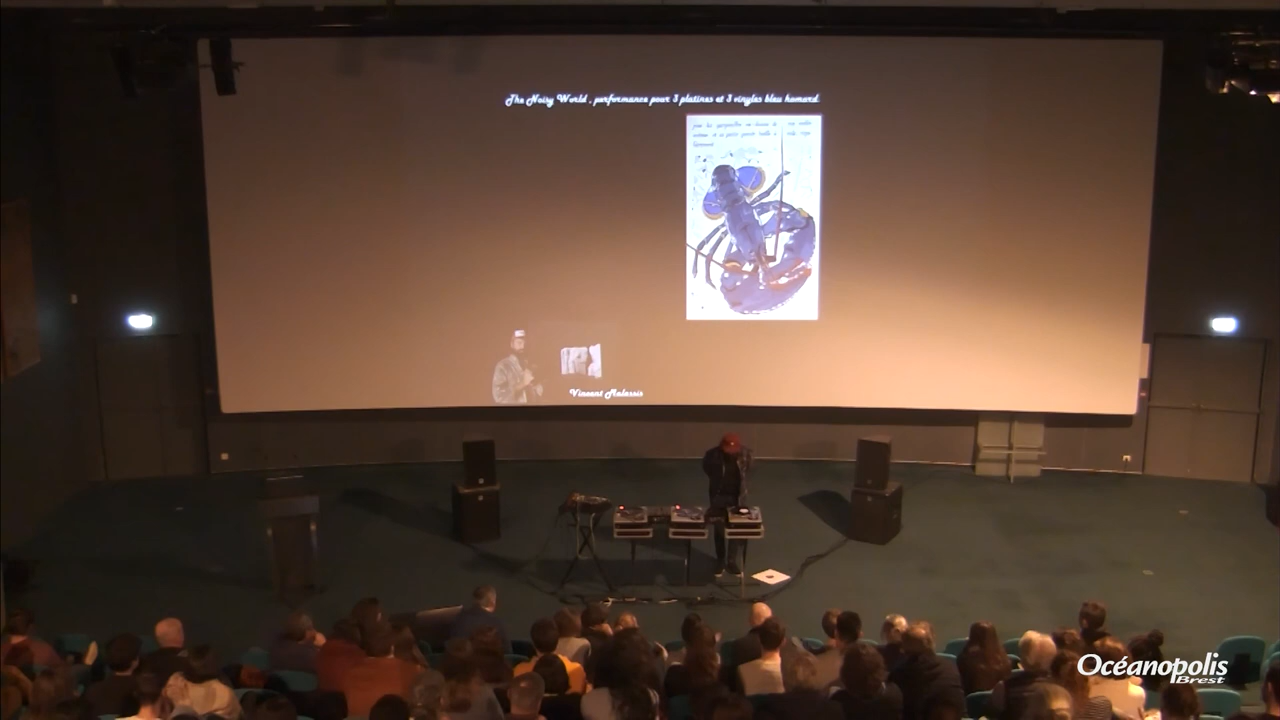 The Noisy World , performance pour 3 platines et 3 vinyles bleu homard.
Vincent Malassis
Océanopolis
Brest